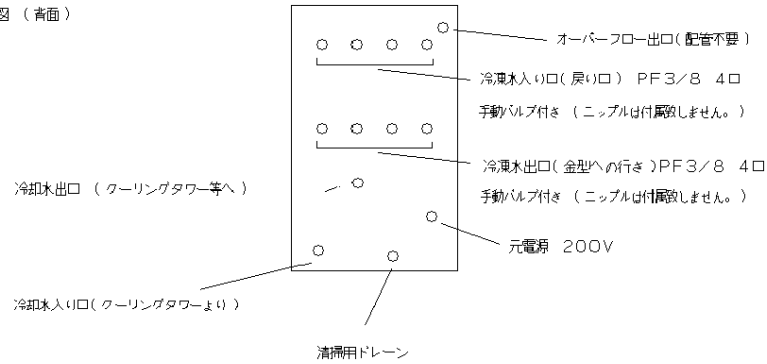 図 （背面）
オーバーフロー出口（配管不要）
冷凍水入り口（戻り口） PF3／8 4口
手動バルブ付き （ニップルは付属致しません。）
冷凍水出口（金型への行き）PF3／8 4口
手動バルブ付き （ニップルは付属致しません。）
冷却水出口 （クーリングタワー等へ）
元電源 200V
冷却水入り口（クーリングタワーより）
清掃用ドレーン